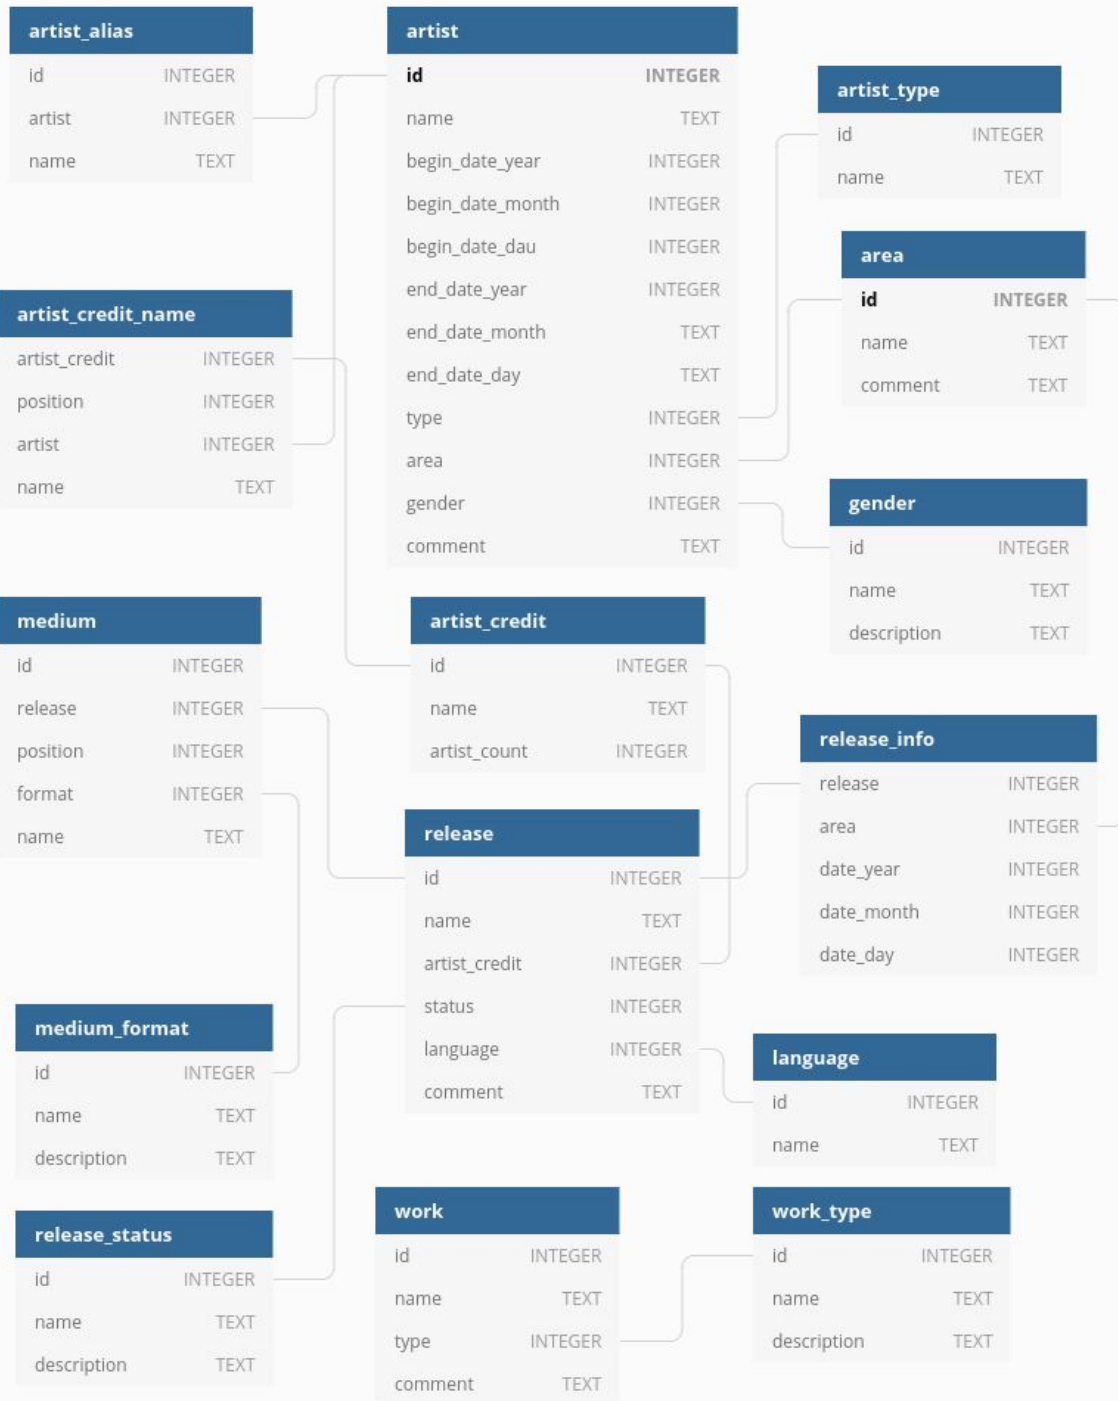 artist_alias
id INTEGER
artist INTEGER
name TEXT
artist
id INTEGER
name TEXT
begin_date_year INTEGER
begin_date_month INTEGER
begin_date_dau INTEGER
end_date_year INTEGER
end_date_month TEXT
end_date_day TEXT
type INTEGER
area INTEGER
gender INTEGER
comment TEXT
artist_type
id INTEGER
name TEXT
area
id INTEGER
name TEXT
comment TEXT
artist_credit_name
artist_credit INTEGER
position INTEGER
artist INTEGER
name TEXT
gender
id INTEGER
name TEXT
description TEXT
medium
id INTEGER
release INTEGER
position INTEGER
format INTEGER
name TEXT
artist_credit
id INTEGER
name TEXT
artist_count INTEGER
release_info
release INTEGER
area INTEGER
date_year INTEGER
date_month INTEGER
date_day INTEGER
release
id INTEGER
name TEXT
artist_credit INTEGER
status INTEGER
language INTEGER
comment TEXT
medium_format
id INTEGER
name TEXT
description TEXT
language
id INTEGER
name TEXT
release_status
id INTEGER
name TEXT
description TEXT
work
id INTEGER
name TEXT
type INTEGER
comment TEXT
work_type
id INTEGER
name TEXT
description TEXT